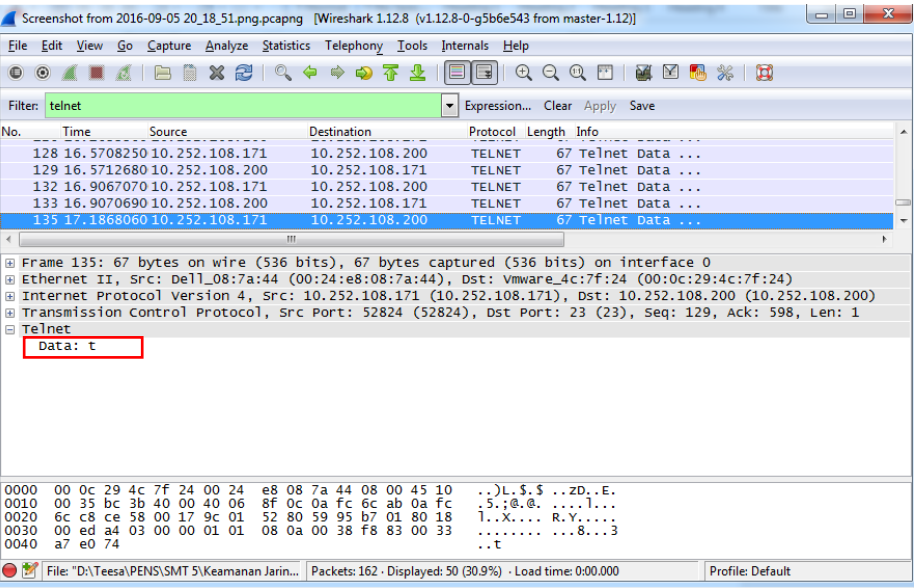 Screenshot from 2016-09-05 20_18_51.png.pcapng [Wireshark 1.12.8 (v1.12.8-0-g5b6e543 from master-1.12)]
File Edit View Go Capture Analyze Statistics Telephony Tools Internals Help
Filter: telnet Expression... Clear Apply Save
No. Time Source Destination Protocol Length Info
128 16.5708250 10.252.108.171 10.252.108.200 TELNET 67 Telnet Data ...
129 16.5712680 10.252.108.200 10.252.108.171 TELNET 67 Telnet Data ...
132 16.9067070 10.252.108.171 10.252.108.200 TELNET 67 Telnet Data ...
133 16.9070690 10.252.108.200 10.252.108.171 TELNET 67 Telnet Data ...
135 17.1868060 10.252.108.171 10.252.108.200 TELNET 67 Telnet Data ...
Frame 135: 67 bytes on wire (536 bits), 67 bytes captured (536 bits) on interface 0
Ethernet II, Src: Dell_08:7a:44 (00:24:e8:08:7a:44), Dst: Vmware_4c:7f:24 (00:0c:29:4c:7f:24)
Internet Protocol Version 4, Src: 10.252.108.171 (10.252.108.171), Dst: 10.252.108.200 (10.252.108.200)
Transmission Control Protocol, Src Port: 52824 (52824), Dst Port: 23 (23), Seq: 129, Ack: 598, Len: 1
Telnet
Data: t
0000 00 0c 29 4c 7f 24 00 24 e8 08 7a 44 08 00 45 10 ..)L.$.$ ..zD..E.
0010 00 35 bc 3b 40 00 40 06 8f 0c 0a fc 6c ab 0a fc .5.;@.@. ....l...
0020 6c c8 ce 58 00 17 9c 01 52 80 59 95 b7 01 80 18 l..X.... R.Y.....
0030 00 ed a4 03 00 00 01 01 08 0a 00 38 f8 83 00 33 ........ ...8...3
0040 a7 e0 74 ..t
File: "D:\Teesa\PENS\SMT 5\Keamanan Jarin... Packets: 162 · Displayed: 50 (30.9%) · Load time: 0:00.000 Profile: Default